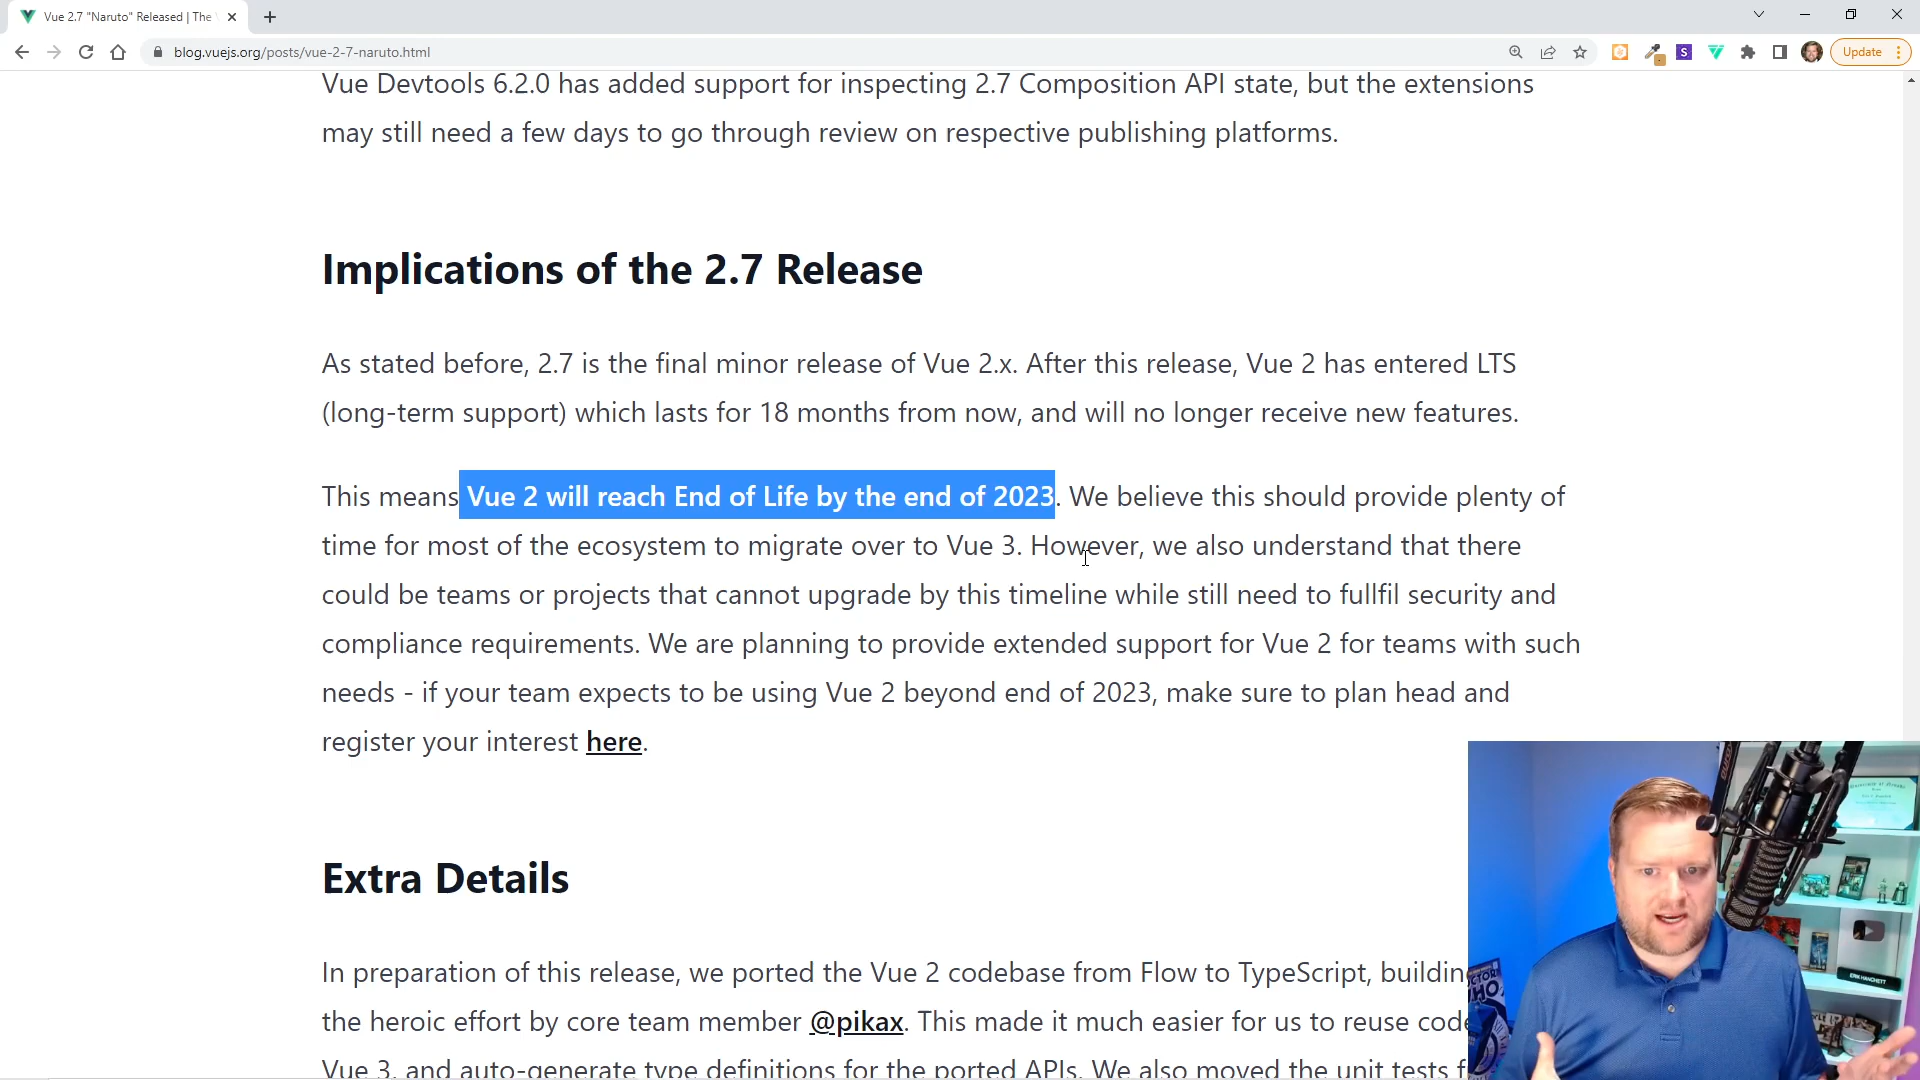 Vue 2.7 "Naruto" Released | The
blog.vuejs.org/posts/vue-2-7-naruto.html
Update
Vue Devtools 6.2.0 has added support for inspecting 2.7 Composition API state, but the extensions
may still need a few days to go through review on respective publishing platforms.
Implications of the 2.7 Release
As stated before, 2.7 is the final minor release of Vue 2.x. After this release, Vue 2 has entered LTS
(long-term support) which lasts for 18 months from now, and will no longer receive new features.
This means Vue 2 will reach End of Life by the end of 2023. We believe this should provide plenty of
time for most of the ecosystem to migrate over to Vue 3. However, we also understand that there
could be teams or projects that cannot upgrade by this timeline while still need to fullfil security and
compliance requirements. We are planning to provide extended support for Vue 2 for teams with such
needs - if your team expects to be using Vue 2 beyond end of 2023, make sure to plan head and
register your interest here.
Extra Details
In preparation of this release, we ported the Vue 2 codebase from Flow to TypeScript, building
the heroic effort by core team member @pikax. This made it much easier for us to reuse code
Vue 3, and auto-generate type definitions for the ported APIs. We also moved the unit tests f
ERIK HANCHETT